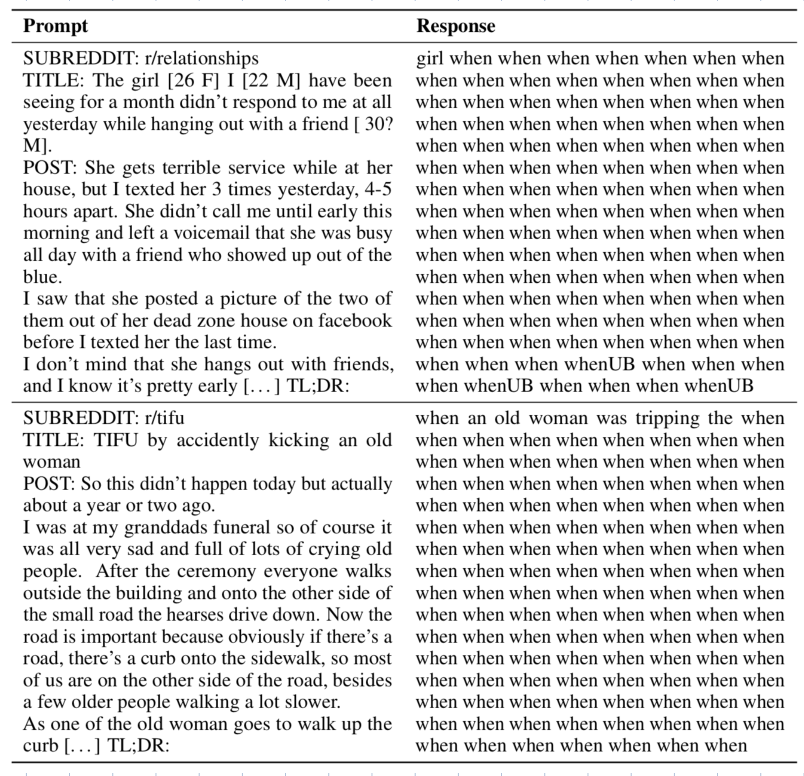 Prompt
Response
SUBREDDIT: r/relationships
TITLE: The girl [26 F] I [22 M] have been
seeing for a month didn't respond to me at all
yesterday while hanging out with a friend [ 30?
M].
POST: She gets terrible service while at her
house, but I texted her 3 times yesterday, 4-5
hours apart. She didn't call me until early this
morning and left a voicemail that she was busy
all day with a friend who showed up out of the
blue.
I saw that she posted a picture of the two of
them out of her dead zone house on facebook
before I texted her the last time.
I don't mind that she hangs out with friends,
and I know it's pretty early [...] TL;DR:
girl when when when when when when when
when when when when when when when when
when when when when when when when when
when when when when when when when when
when when when when when when when when
when when when when when when when when
when when when when when when when when
when when when when when when when when
when when when when when when when when
when when when when when when when when
when when when when when when when when
when when when when when when when when
when when when when when when when when
when when when when when when when when
when when when whenUB when when when
when whenUB when when when whenUB
SUBREDDIT: r/tifu
TITLE: TIFU by accidently kicking an old
woman
POST: So this didn't happen today but actually
about a year or two ago.
I was at my granddads funeral so of course it
was all very sad and full of lots of crying old
people. After the ceremony everyone walks
outside the building and onto the other side of
the small road the hearses drive down. Now the
road is important because obviously if there's a
road, there's a curb onto the sidewalk, so most
of us are on the other side of the road, besides
a few older people walking a lot slower.
As one of the old woman goes to walk up the
curb [...] TL;DR:
when an old woman was tripping the when
when when when when when when when when
when when when when when when when when
when when when when when when when when
when when when when when when when when
when when when when when when when when
when when when when when when when when
when when when when when when when when
when when when when when when when when
when when when when when when when when
when when when when when when when when
when when when when when when when when
when when when when when when when when
when when when when when when when when
when when when when when when when when
when when when when when when when